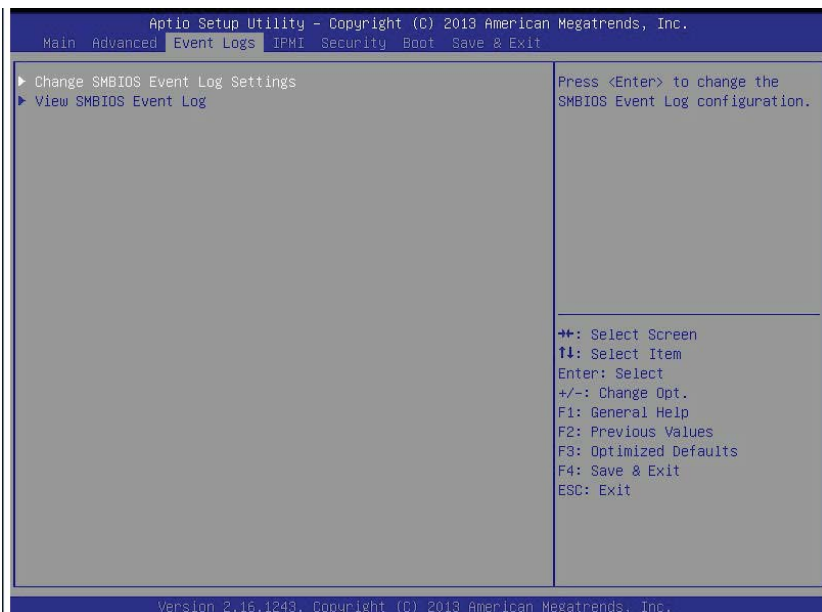 Aptio Setup Utility – Copyright (C) 2013 American Megatrends, Inc.
Main Advanced Event Logs IPMI Security Boot Save & Exit
▶ Change SMBIOS Event Log Settings
▶ View SMBIOS Event Log
Press <Enter> to change the
SMBIOS Event Log configuration.
→←: Select Screen
↑↓: Select Item
Enter: Select
+/-: Change Opt.
F1: General Help
F2: Previous Values
F3: Optimized Defaults
F4: Save & Exit
ESC: Exit
Version 2.16.1243. Copyright (C) 2013 American Megatrends, Inc.